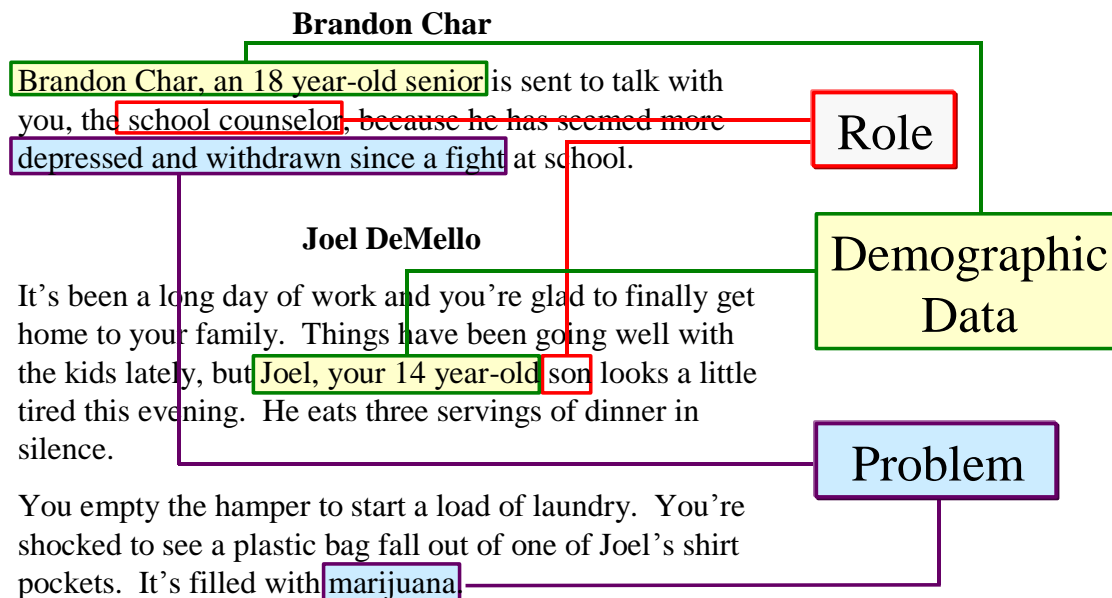 Brandon Char
Brandon Char, an 18 year-old senior is sent to talk with
you, the school counselor, because he has seemed more
depressed and withdrawn since a fight at school.
Role
Joel DeMello
Demographic
Data
It’s been a long day of work and you’re glad to finally get
home to your family.  Things have been going well with
the kids lately, but Joel, your 14 year-old son looks a little
tired this evening.  He eats three servings of dinner in
silence.
Problem
You empty the hamper to start a load of laundry.  You’re
shocked to see a plastic bag fall out of one of Joel’s shirt
pockets.  It’s filled with marijuana.